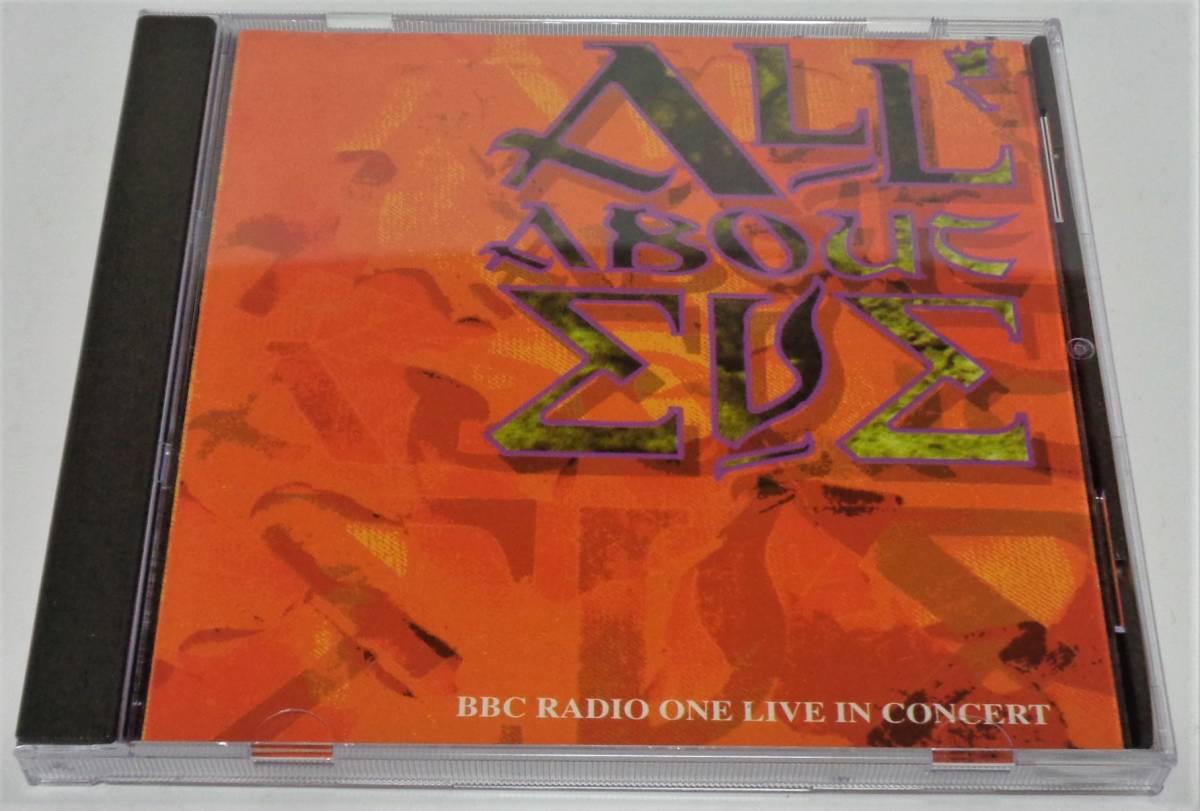 ALL
ABOUT
EVE
BBC RADIO ONE LIVE IN CONCERT